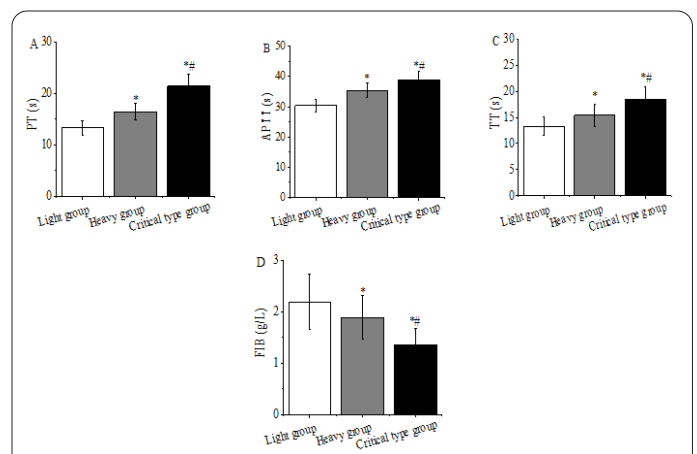 A
PT (s)
30
20
10
0
*
*#
Light group
Heavy group
Critical type group
B
APTT (s)
50
40
30
20
10
0
*
*#
Light group
Heavy group
Critical type group
C
TT (s)
30
25
20
15
10
5
0
*
*#
Light group
Heavy group
Critical type group
D
FIB (g/L)
3
2
1
0
*
*#
Light group
Heavy group
Critical type group